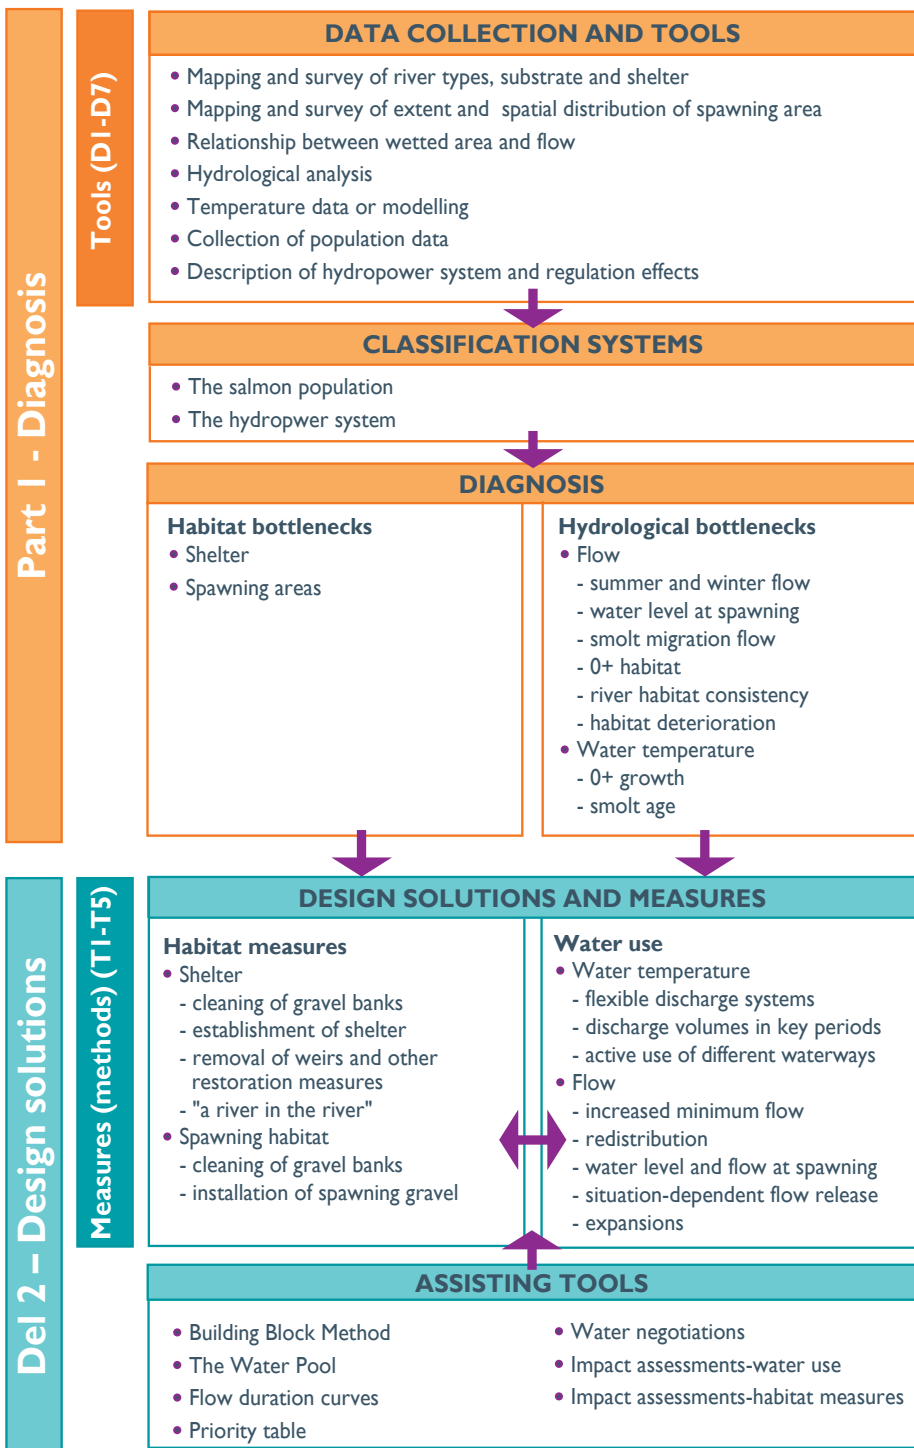 Part 1 - Diagnosis
Tools (D1-D7)
DATA COLLECTION AND TOOLS
• Mapping and survey of river types, substrate and shelter
• Mapping and survey of extent and spatial distribution of spawning area
• Relationship between wetted area and flow
• Hydrological analysis
• Temperature data or modelling
• Collection of population data
• Description of hydropower system and regulation effects
CLASSIFICATION SYSTEMS
• The salmon population
• The hydropwer system
DIAGNOSIS
Habitat bottlenecks
• Shelter
• Spawning areas
Hydrological bottlenecks
• Flow
- summer and winter flow
- water level at spawning
- smolt migration flow
- 0+ habitat
- river habitat consistency
- habitat deterioration
• Water temperature
- 0+ growth
- smolt age
Del 2 – Design solutions
Measures (methods) (T1-T5)
DESIGN SOLUTIONS AND MEASURES
Habitat measures
• Shelter
- cleaning of gravel banks
- establishment of shelter
- removal of weirs and other
restoration measures
- "a river in the river"
• Spawning habitat
- cleaning of gravel banks
- installation of spawning gravel
Water use
• Water temperature
- flexible discharge systems
- discharge volumes in key periods
- active use of different waterways
• Flow
- increased minimum flow
- redistribution
- water level and flow at spawning
- situation-dependent flow release
- expansions
ASSISTING TOOLS
• Building Block Method
• The Water Pool
• Flow duration curves
• Priority table
• Water negotiations
• Impact assessments-water use
• Impact assessments-habitat measures